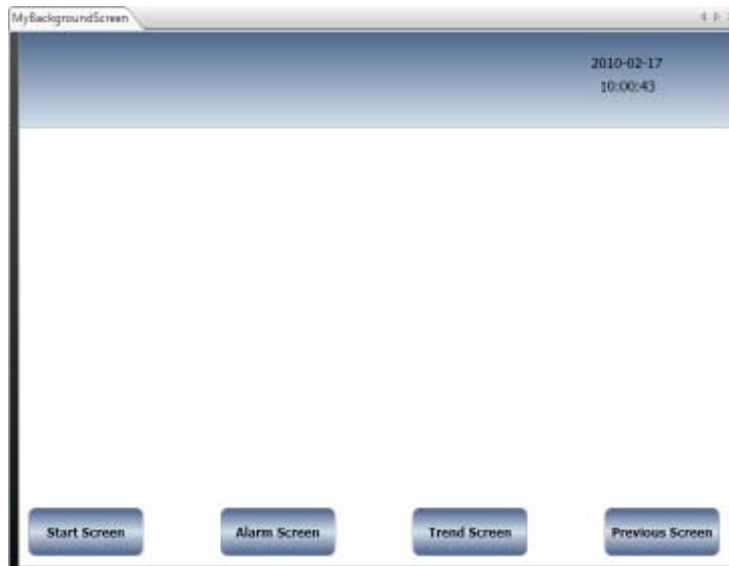 MyBackgroundScreen
2010-02-17
10:00:43
Start Screen
Alarm Screen
Trend Screen
Previous Screen